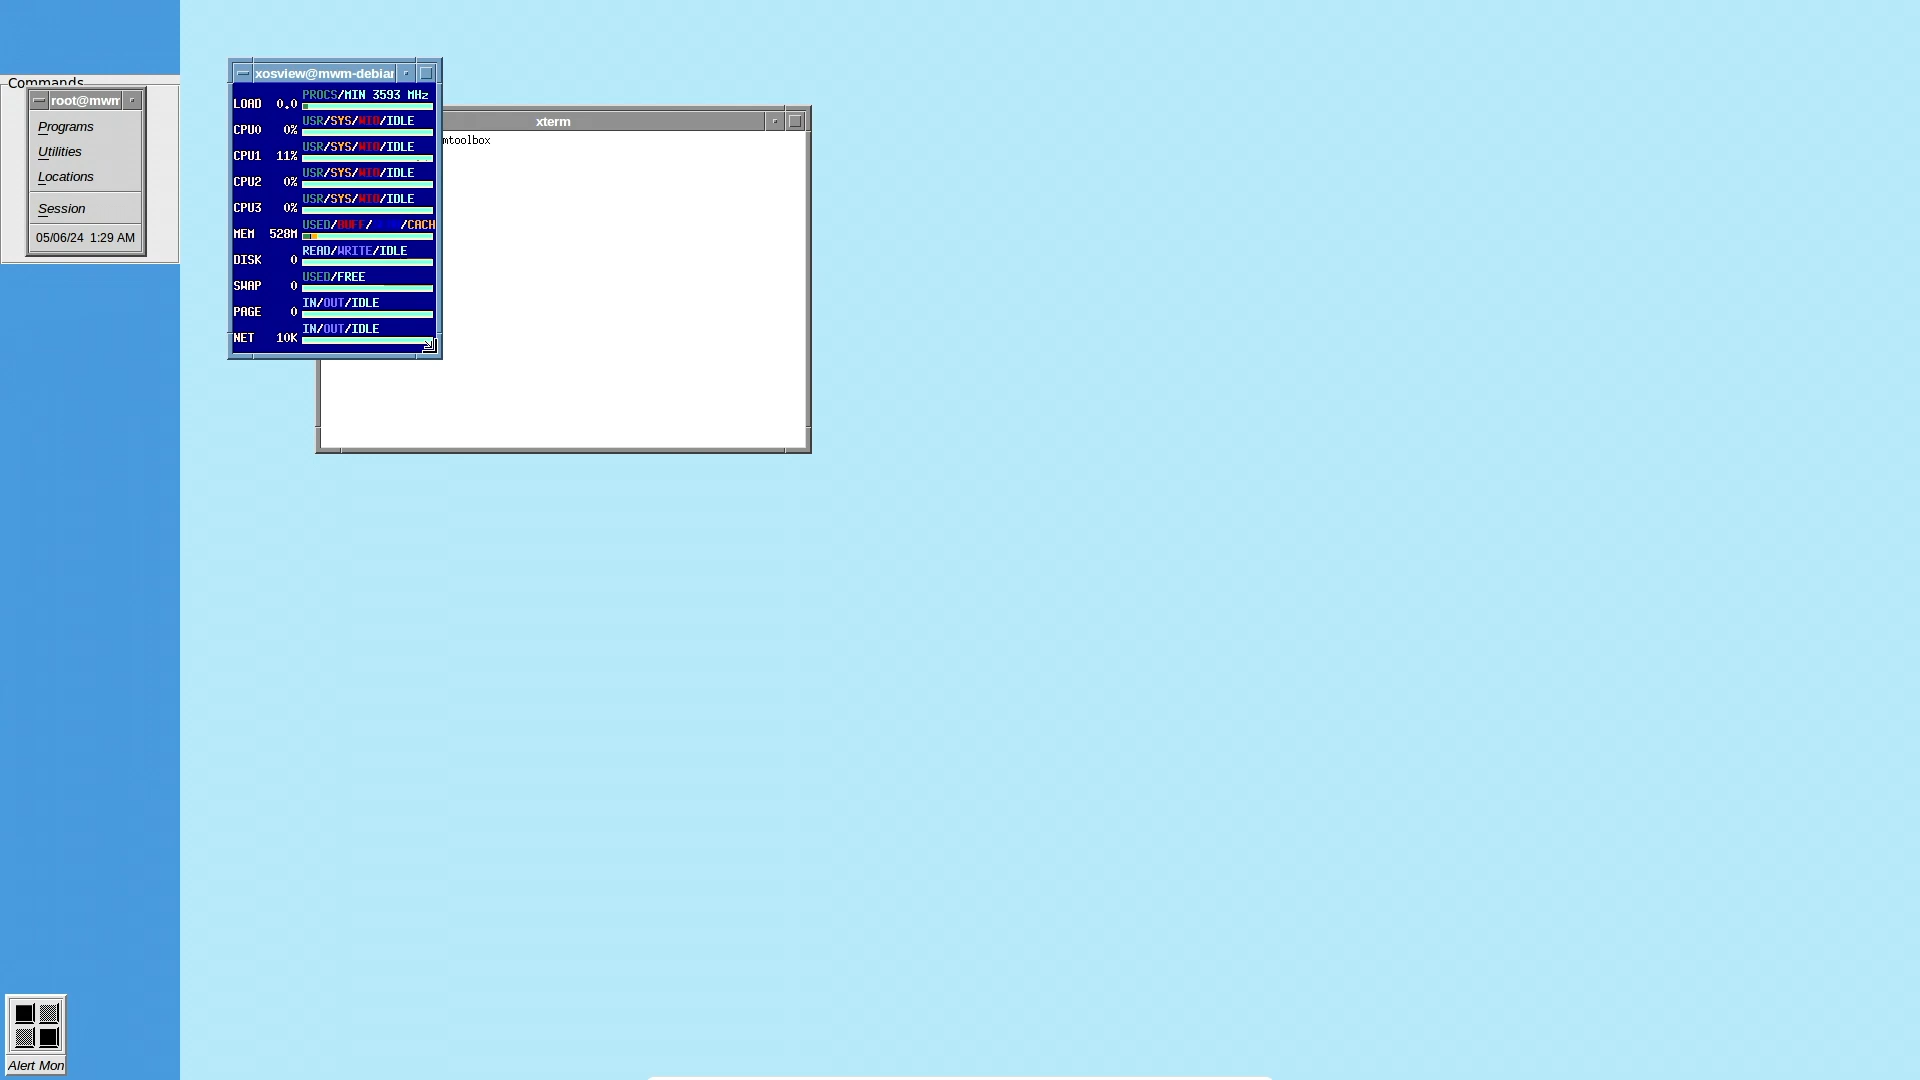 Commands
root@mwm
Programs
Utilities
Locations
Session
05/06/24 1:29 AM
xosview@mwm-debian
PROCS/MIN 3593 MHz
LOAD 0.0
USR/SYS/WIO/IDLE
CPU0 0%
USR/SYS/WIO/IDLE
CPU1 11%
USR/SYS/WIO/IDLE
CPU2 0%
USR/SYS/WIO/IDLE
CPU3 0%
USED/BUFF/ /CACH
MEM 528M
READ/WRITE/IDLE
DISK 0
USED/FREE
SWAP 0
IN/OUT/IDLE
PAGE 0
IN/OUT/IDLE
NET 10K
xterm
mtoolbox
Alert Mon